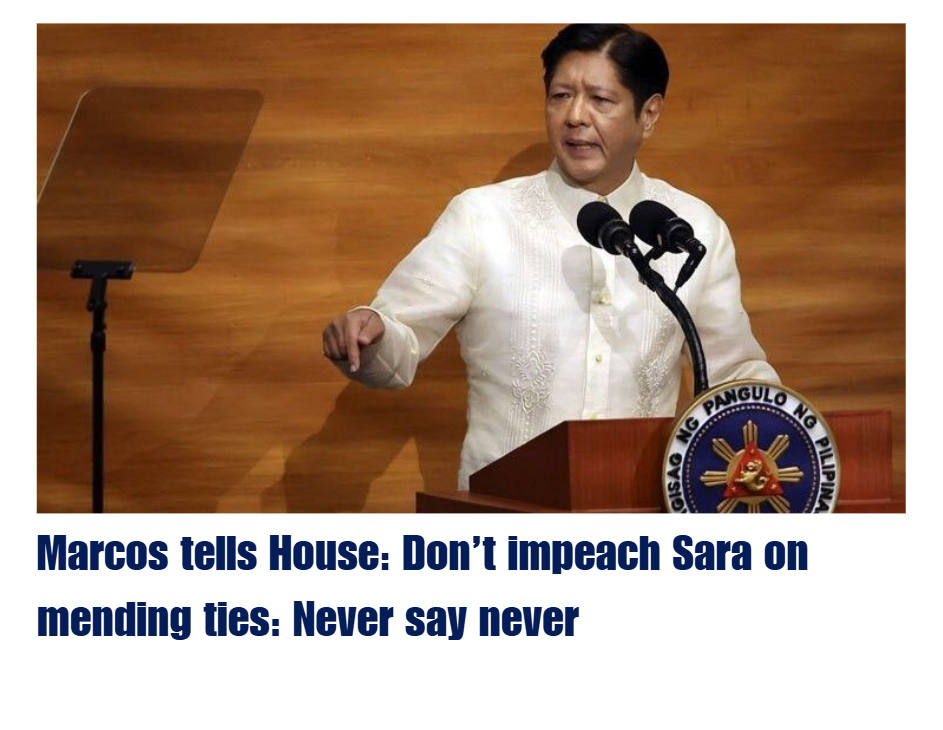 SAGISAG NG PANGULO NG PILIPINAS
Marcos tells House: Don’t impeach Sara on
mending ties: Never say never